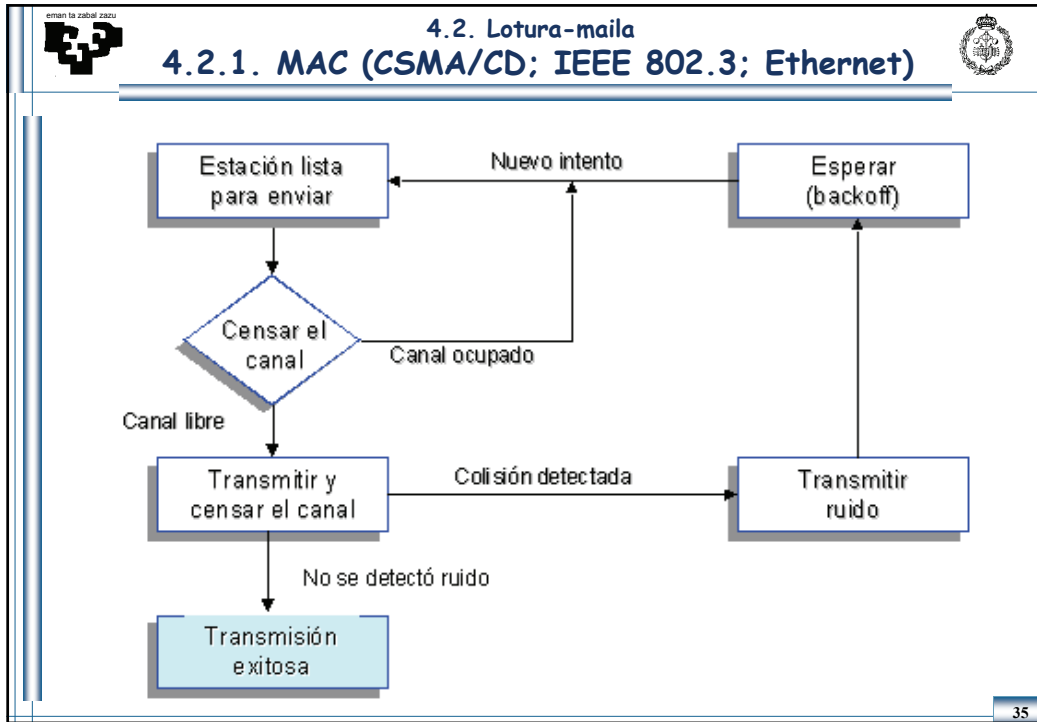 eman ta zabal zazu
4.2. Lotura-maila
4.2.1. MAC (CSMA/CD; IEEE 802.3; Ethernet)
Estación lista
para enviar
Nuevo intento
Esperar
(backoff)
Censar el
canal
Canal ocupado
Canal libre
Transmitir y
censar el canal
Colisión detectada
Transmitir
ruido
No se detectó ruido
Transmisión
exitosa
35